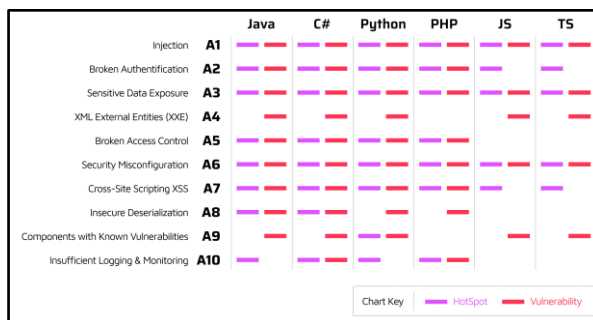 Java C# Python PHP JS TS
Injection A1
Broken Authentification A2
Sensitive Data Exposure A3
XML External Entities (XXE) A4
Broken Access Control A5
Security Misconfiguration A6
Cross-Site Scripting XSS A7
Insecure Deserialization A8
Components with Known Vulnerabilities A9
Insufficient Logging & Monitoring A10
Chart Key HotSpot Vulnerability